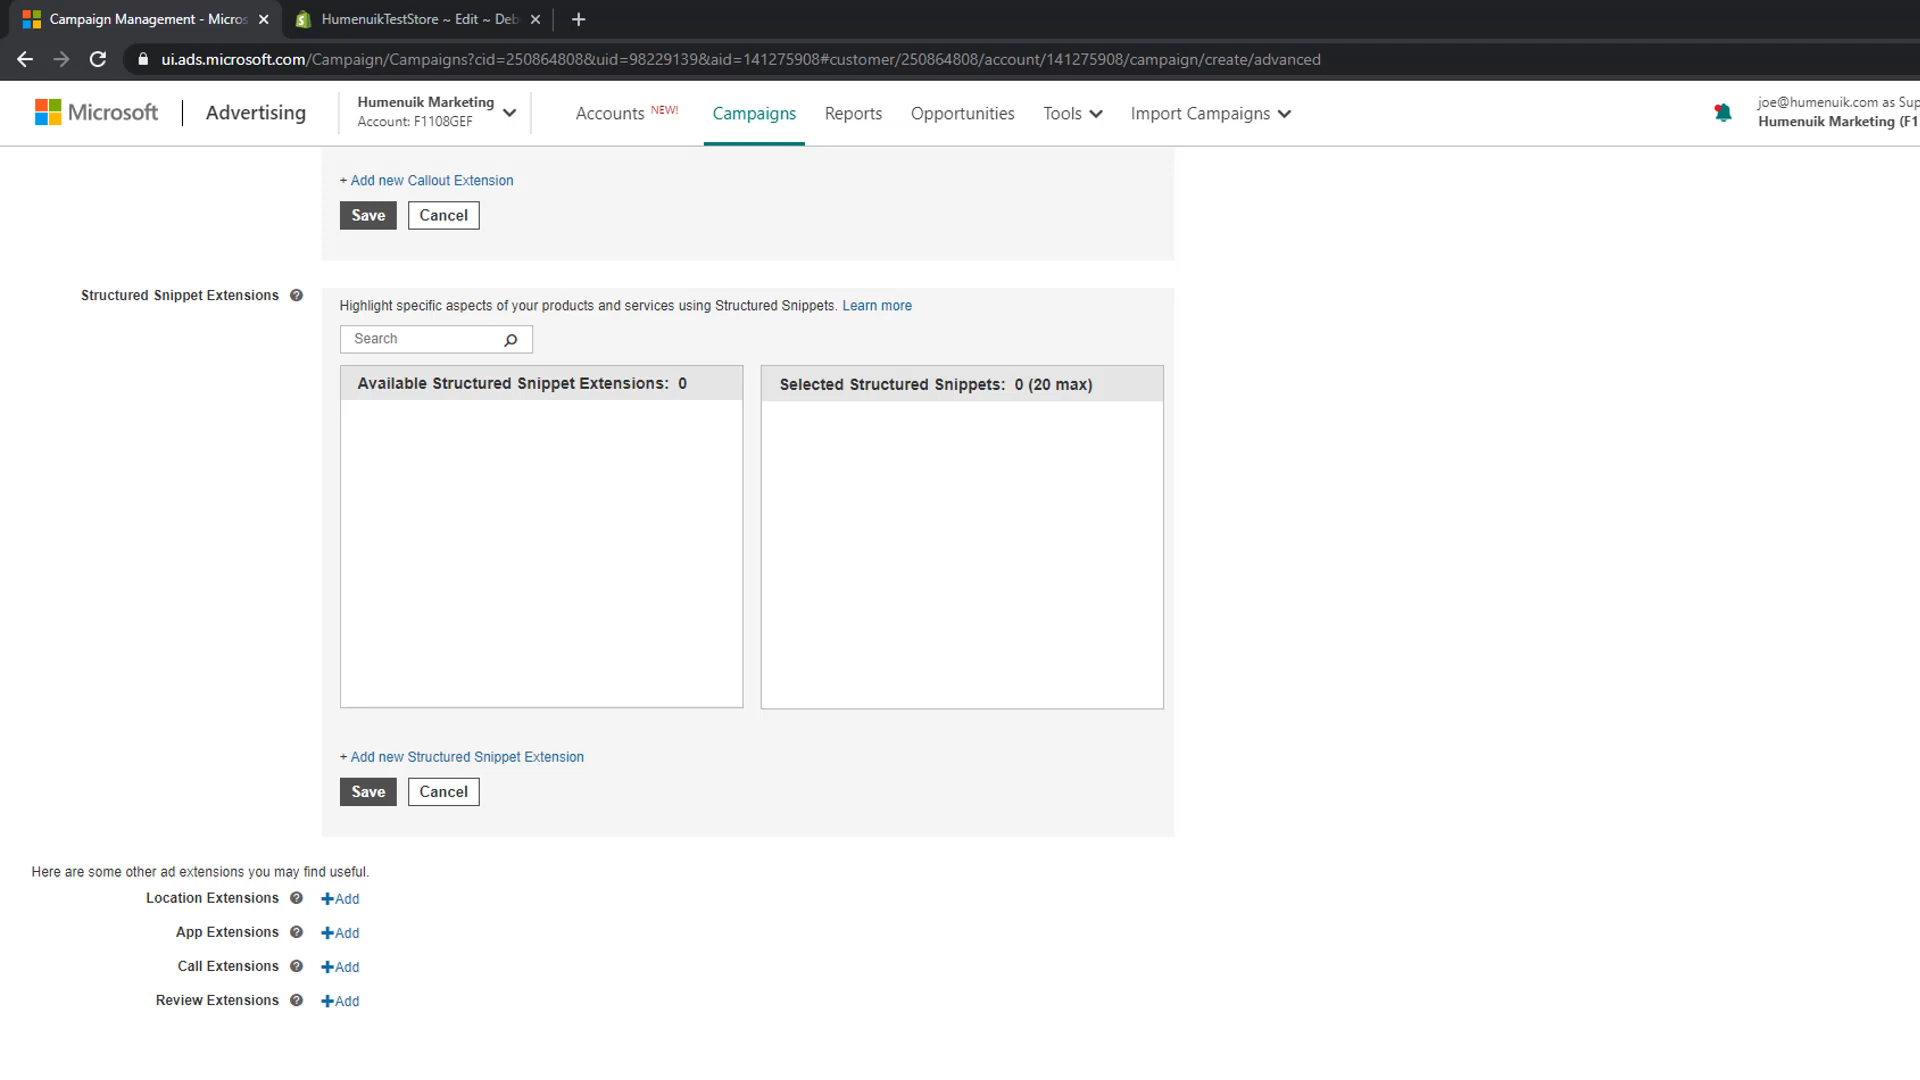 Campaign Management - Micros
HumenuikTestStore ~ Edit ~ Deb
ui.ads.microsoft.com/Campaign/Campaigns?cid=250864808&uid=98229139&aid=141275908#customer/250864808/account/141275908/campaign/create/advanced
Microsoft | Advertising
Humenuik Marketing
Account: F1108GEF
Accounts NEW!
Campaigns
Reports
Opportunities
Tools
Import Campaigns
joe@humenuik.com as Sup
Humenuik Marketing (F1
+ Add new Callout Extension
Save
Cancel
Structured Snippet Extensions ?
Highlight specific aspects of your products and services using Structured Snippets. Learn more
Search
Available Structured Snippet Extensions: 0
Selected Structured Snippets: 0 (20 max)
+ Add new Structured Snippet Extension
Save
Cancel
Here are some other ad extensions you may find useful.
Location Extensions ? +Add
App Extensions ? +Add
Call Extensions ? +Add
Review Extensions ? +Add